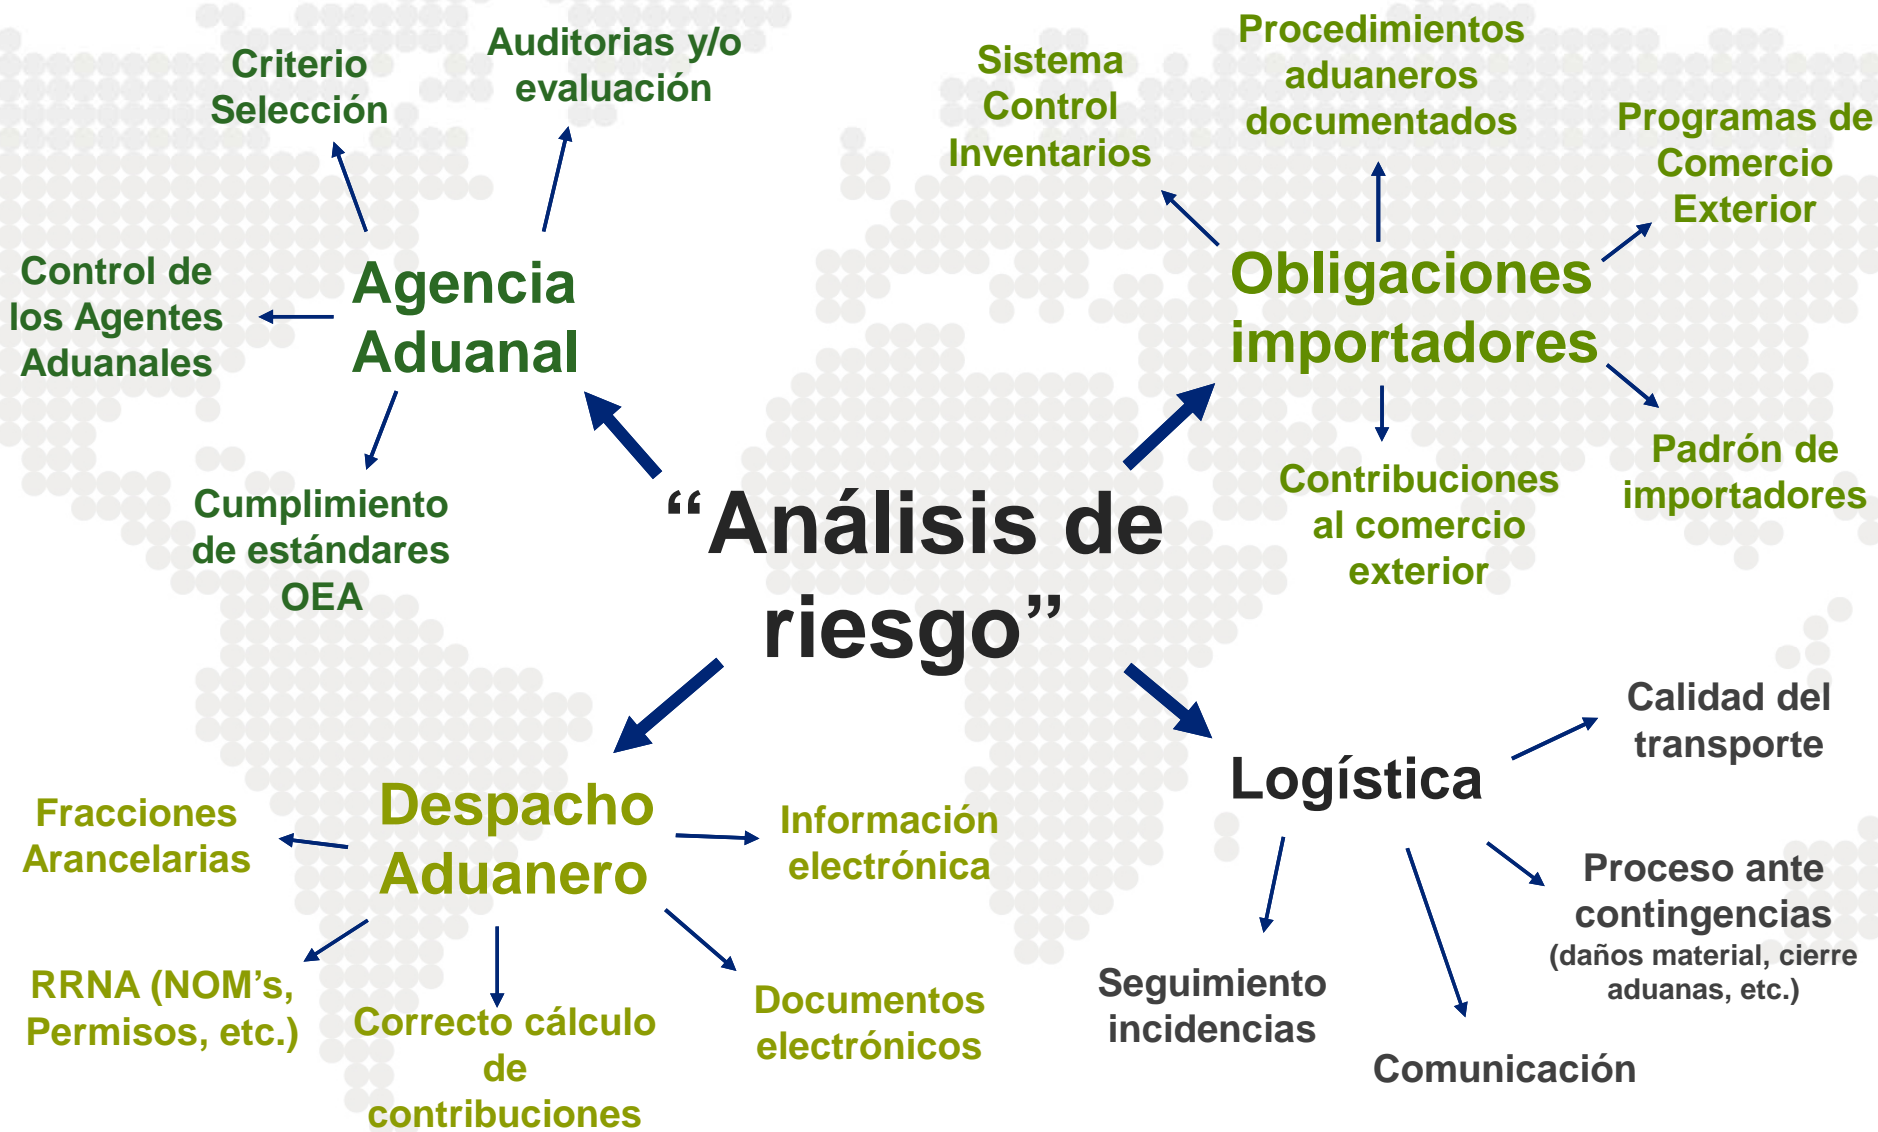 Criterio
Selección
Auditorias y/o
evaluación
Control de
los Agentes
Aduanales
Agencia
Aduanal
Cumplimiento
de estándares
OEA
Sistema
Control
Inventarios
Procedimientos
aduaneros
documentados
Programas de
Comercio
Exterior
Obligaciones
importadores
Contribuciones
al comercio
exterior
Padrón de
importadores
“Análisis de
riesgo”
Fracciones
Arancelarias
Despacho
Aduanero
Información
electrónica
RRNA (NOM’s,
Permisos, etc.)
Correcto cálculo
de
contribuciones
Documentos
electrónicos
Logística
Calidad del
transporte
Proceso ante
contingencias
(daños material, cierre
aduanas, etc.)
Seguimiento
incidencias
Comunicación